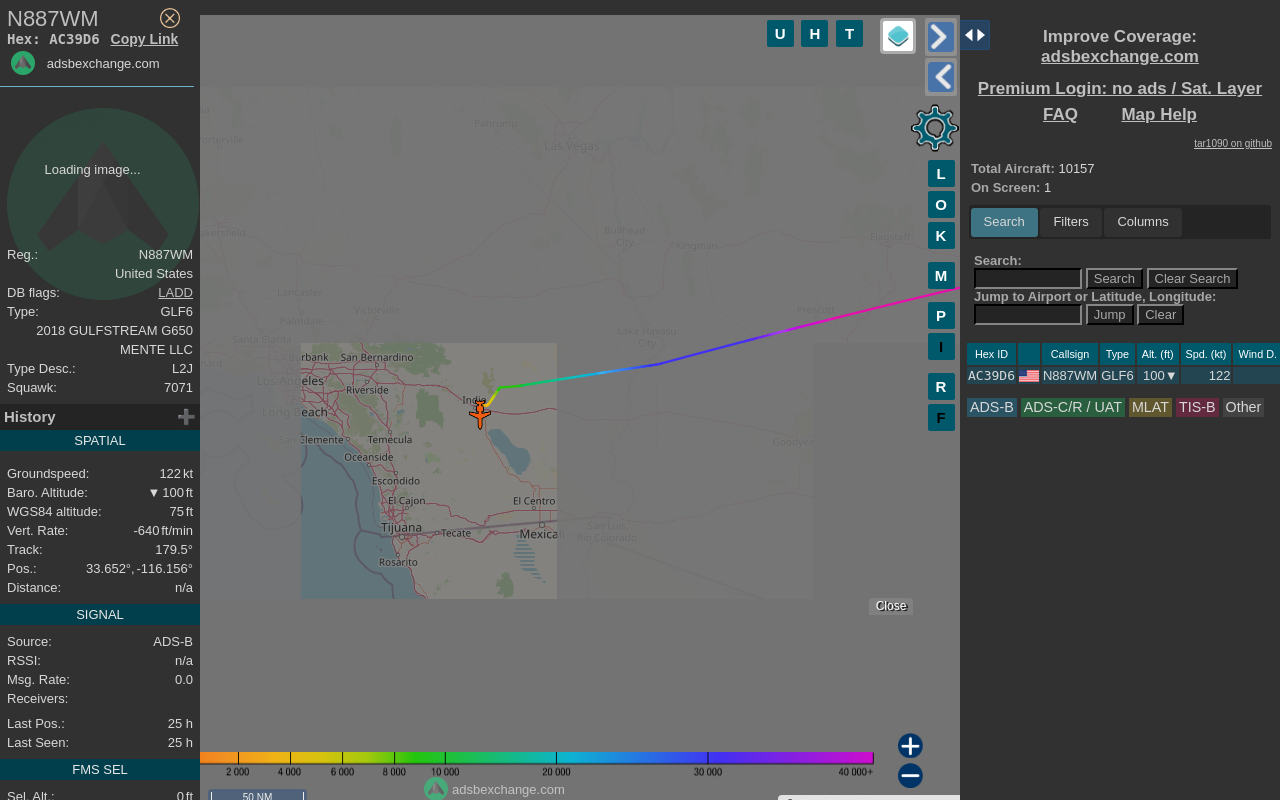 N887WM
Hex: AC39D6 Copy Link
adsbexchange.com
Loading image...
Reg.: N887WM
United States
DB flags: LADD
Type: GLF6
2018 GULFSTREAM G650
MENTE LLC
Type Desc.: L2J
Squawk: 7071
History
SPATIAL
Groundspeed: 122 kt
Baro. Altitude: ▼ 100 ft
WGS84 altitude: 75 ft
Vert. Rate: -640 ft/min
Track: 179.5°
Pos.: 33.652°, -116.156°
Distance: n/a
SIGNAL
Source: ADS-B
RSSI: n/a
Msg. Rate: 0.0
Receivers:
Last Pos.: 25 h
Last Seen: 25 h
FMS SEL
Sel. Alt.: 0 ft
U H T
L
O
K
M
P
I
R
F
Pahrump
Las Vegas
Bullhead
City
Kingman
Flagstaff
Lancaster
Palmdale
Victorville
Prescott
Lake Havasu
City
Santa Clarita
Burbank
San Bernardino
Los Angeles
Riverside
Indio
Long Beach
San Clemente
Temecula
Oceanside
Goodyear
Escondido
El Cajon
El Centro
Tijuana
Tecate
Mexicali
San Luis
Río Colorado
Rosarito
Close
2 000 4 000 6 000 8 000 10 000 20 000 30 000 40 000+
adsbexchange.com
50 NM
Improve Coverage:
adsbexchange.com
Premium Login: no ads / Sat. Layer
FAQ Map Help
tar1090 on github
Total Aircraft: 10157
On Screen: 1
Search Filters Columns
Search:
Search Clear Search
Jump to Airport or Latitude, Longitude:
Jump Clear
Hex ID Callsign Type Alt. (ft) Spd. (kt) Wind D.
AC39D6 N887WM GLF6 100▼ 122
ADS-B ADS-C/R / UAT MLAT TIS-B Other